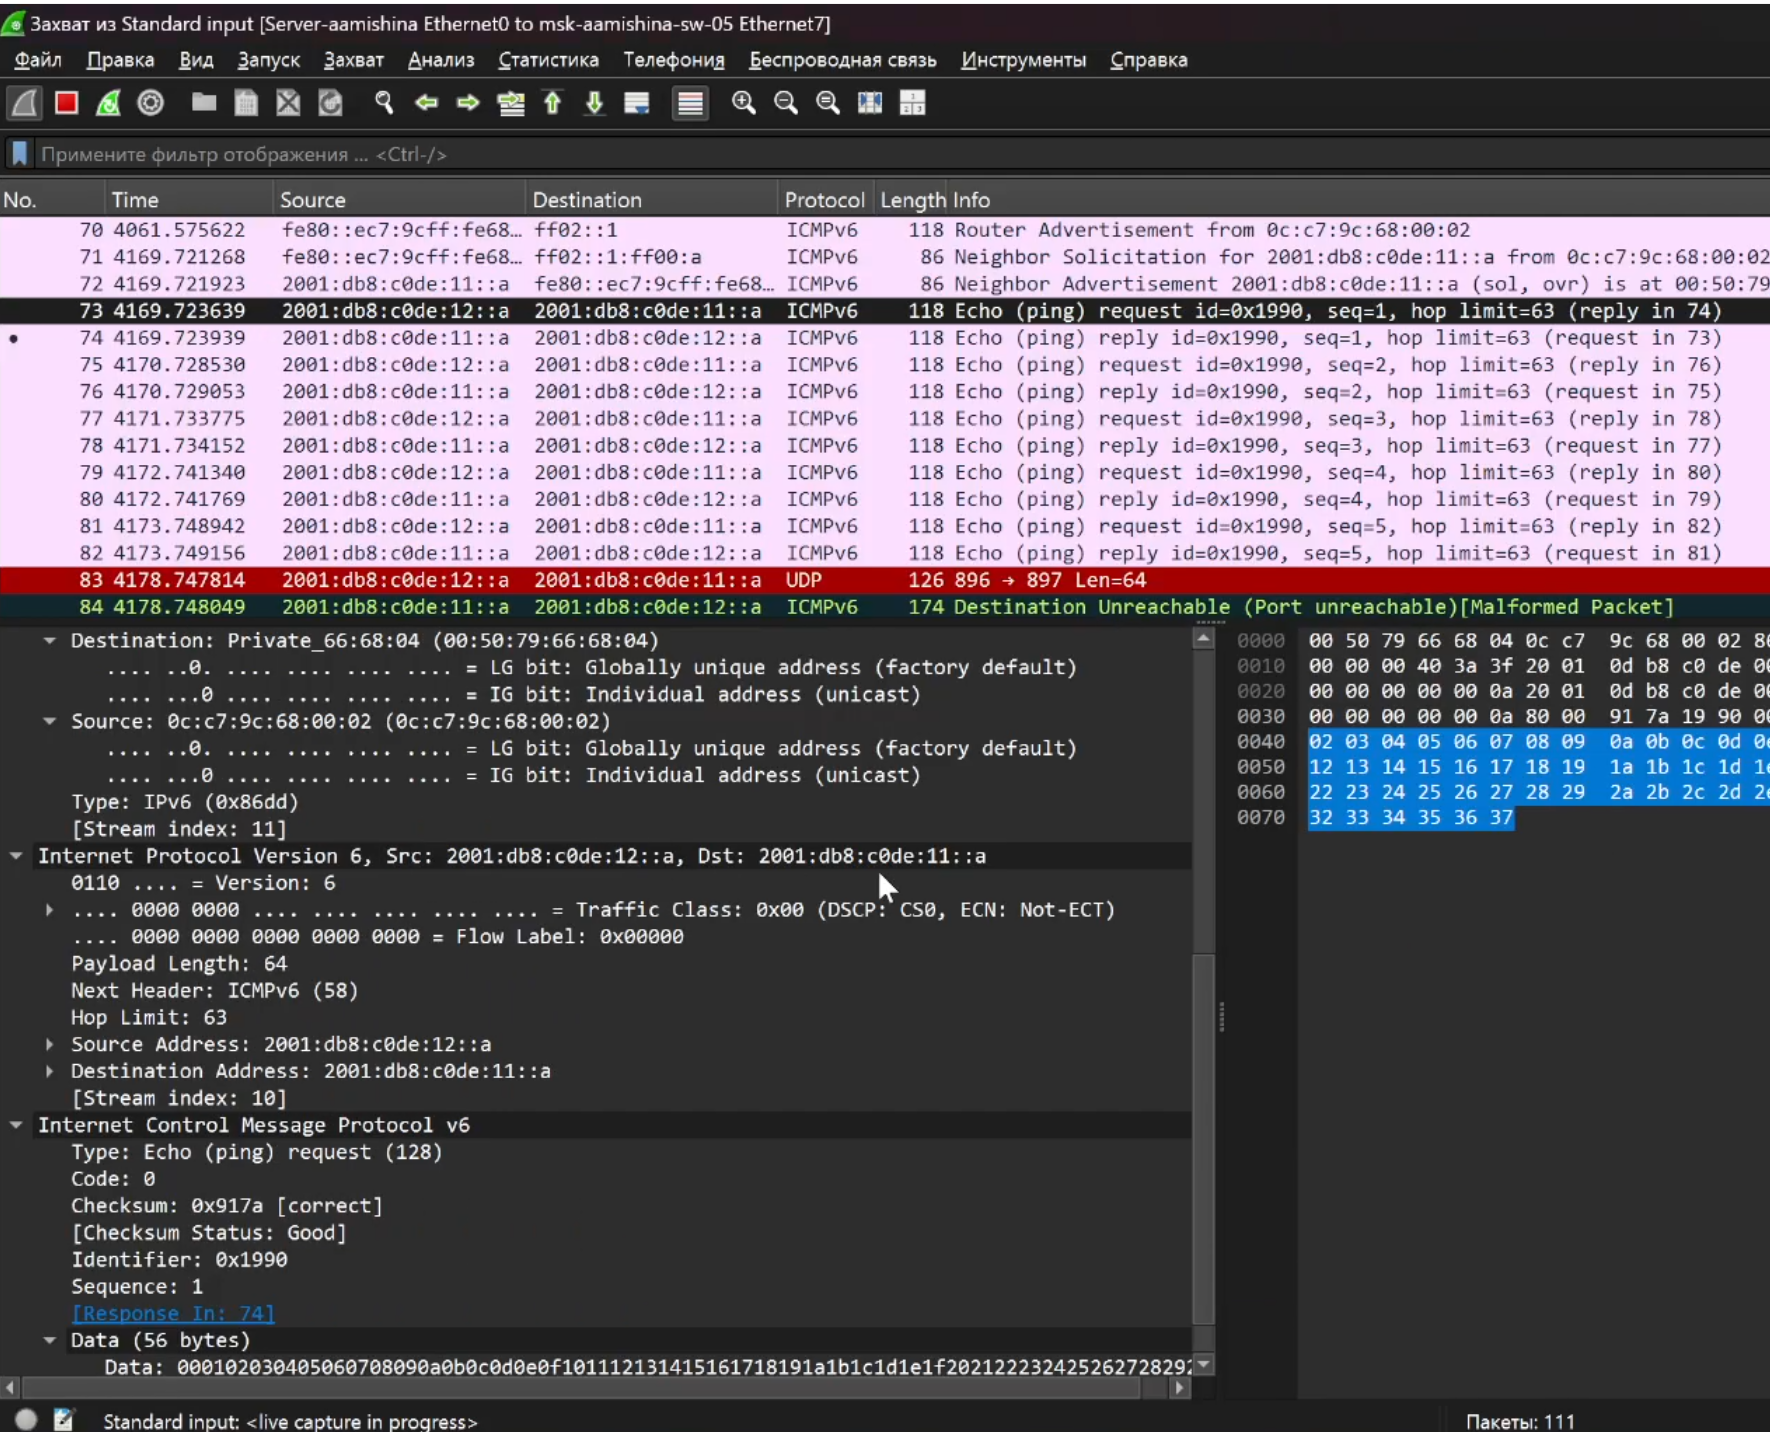 Захват из Standard input [Server-aamishina Ethernet0 to msk-aamishina-sw-05 Ethernet7]
Файл Правка Вид Запуск Захват Анализ Статистика Телефония Беспроводная связь Инструменты Справка
Примените фильтр отображения ... <Ctrl-/>
No. Time Source Destination Protocol Length Info
70 4061.575622 fe80::ec7:9cff:fe68… ff02::1 ICMPv6 118 Router Advertisement from 0c:c7:9c:68:00:02
71 4169.721268 fe80::ec7:9cff:fe68… ff02::1:ff00:a ICMPv6 86 Neighbor Solicitation for 2001:db8:c0de:11::a from 0c:c7:9c:68:00:02
72 4169.721923 2001:db8:c0de:11::a fe80::ec7:9cff:fe68… ICMPv6 86 Neighbor Advertisement 2001:db8:c0de:11::a (sol, ovr) is at 00:50:79
73 4169.723639 2001:db8:c0de:12::a 2001:db8:c0de:11::a ICMPv6 118 Echo (ping) request id=0x1990, seq=1, hop limit=63 (reply in 74)
74 4169.723939 2001:db8:c0de:11::a 2001:db8:c0de:12::a ICMPv6 118 Echo (ping) reply id=0x1990, seq=1, hop limit=63 (request in 73)
75 4170.728530 2001:db8:c0de:12::a 2001:db8:c0de:11::a ICMPv6 118 Echo (ping) request id=0x1990, seq=2, hop limit=63 (reply in 76)
76 4170.729053 2001:db8:c0de:11::a 2001:db8:c0de:12::a ICMPv6 118 Echo (ping) reply id=0x1990, seq=2, hop limit=63 (request in 75)
77 4171.733775 2001:db8:c0de:12::a 2001:db8:c0de:11::a ICMPv6 118 Echo (ping) request id=0x1990, seq=3, hop limit=63 (reply in 78)
78 4171.734152 2001:db8:c0de:11::a 2001:db8:c0de:12::a ICMPv6 118 Echo (ping) reply id=0x1990, seq=3, hop limit=63 (request in 77)
79 4172.741340 2001:db8:c0de:12::a 2001:db8:c0de:11::a ICMPv6 118 Echo (ping) request id=0x1990, seq=4, hop limit=63 (reply in 80)
80 4172.741769 2001:db8:c0de:11::a 2001:db8:c0de:12::a ICMPv6 118 Echo (ping) reply id=0x1990, seq=4, hop limit=63 (request in 79)
81 4173.748942 2001:db8:c0de:12::a 2001:db8:c0de:11::a ICMPv6 118 Echo (ping) request id=0x1990, seq=5, hop limit=63 (reply in 82)
82 4173.749156 2001:db8:c0de:11::a 2001:db8:c0de:12::a ICMPv6 118 Echo (ping) reply id=0x1990, seq=5, hop limit=63 (request in 81)
83 4178.747814 2001:db8:c0de:12::a 2001:db8:c0de:11::a UDP 126 896 → 897 Len=64
84 4178.748049 2001:db8:c0de:11::a 2001:db8:c0de:12::a ICMPv6 174 Destination Unreachable (Port unreachable)[Malformed Packet]
Destination: Private_66:68:04 (00:50:79:66:68:04)
.... ..0. .... .... .... .... = LG bit: Globally unique address (factory default)
.... ...0 .... .... .... .... = IG bit: Individual address (unicast)
Source: 0c:c7:9c:68:00:02 (0c:c7:9c:68:00:02)
.... ..0. .... .... .... .... = LG bit: Globally unique address (factory default)
.... ...0 .... .... .... .... = IG bit: Individual address (unicast)
Type: IPv6 (0x86dd)
[Stream index: 11]
Internet Protocol Version 6, Src: 2001:db8:c0de:12::a, Dst: 2001:db8:c0de:11::a
0110 .... = Version: 6
.... 0000 0000 .... .... .... .... .... = Traffic Class: 0x00 (DSCP: CS0, ECN: Not-ECT)
.... 0000 0000 0000 0000 0000 = Flow Label: 0x00000
Payload Length: 64
Next Header: ICMPv6 (58)
Hop Limit: 63
Source Address: 2001:db8:c0de:12::a
Destination Address: 2001:db8:c0de:11::a
[Stream index: 10]
Internet Control Message Protocol v6
Type: Echo (ping) request (128)
Code: 0
Checksum: 0x917a [correct]
[Checksum Status: Good]
Identifier: 0x1990
Sequence: 1
[Response In: 74]
Data (56 bytes)
Data: 000102030405060708090a0b0c0d0e0f101112131415161718191a1b1c1d1e1f20212223242526272829
0000 00 50 79 66 68 04 0c c7 9c 68 00 02 86
0010 00 00 00 40 3a 3f 20 01 0d b8 c0 de 00
0020 00 00 00 00 00 0a 20 01 0d b8 c0 de 00
0030 00 00 00 00 00 0a 80 00 91 7a 19 90 00
0040 02 03 04 05 06 07 08 09 0a 0b 0c 0d 0e
0050 12 13 14 15 16 17 18 19 1a 1b 1c 1d 1e
0060 22 23 24 25 26 27 28 29 2a 2b 2c 2d 2e
0070 32 33 34 35 36 37
Standard input: <live capture in progress>
Пакеты: 111